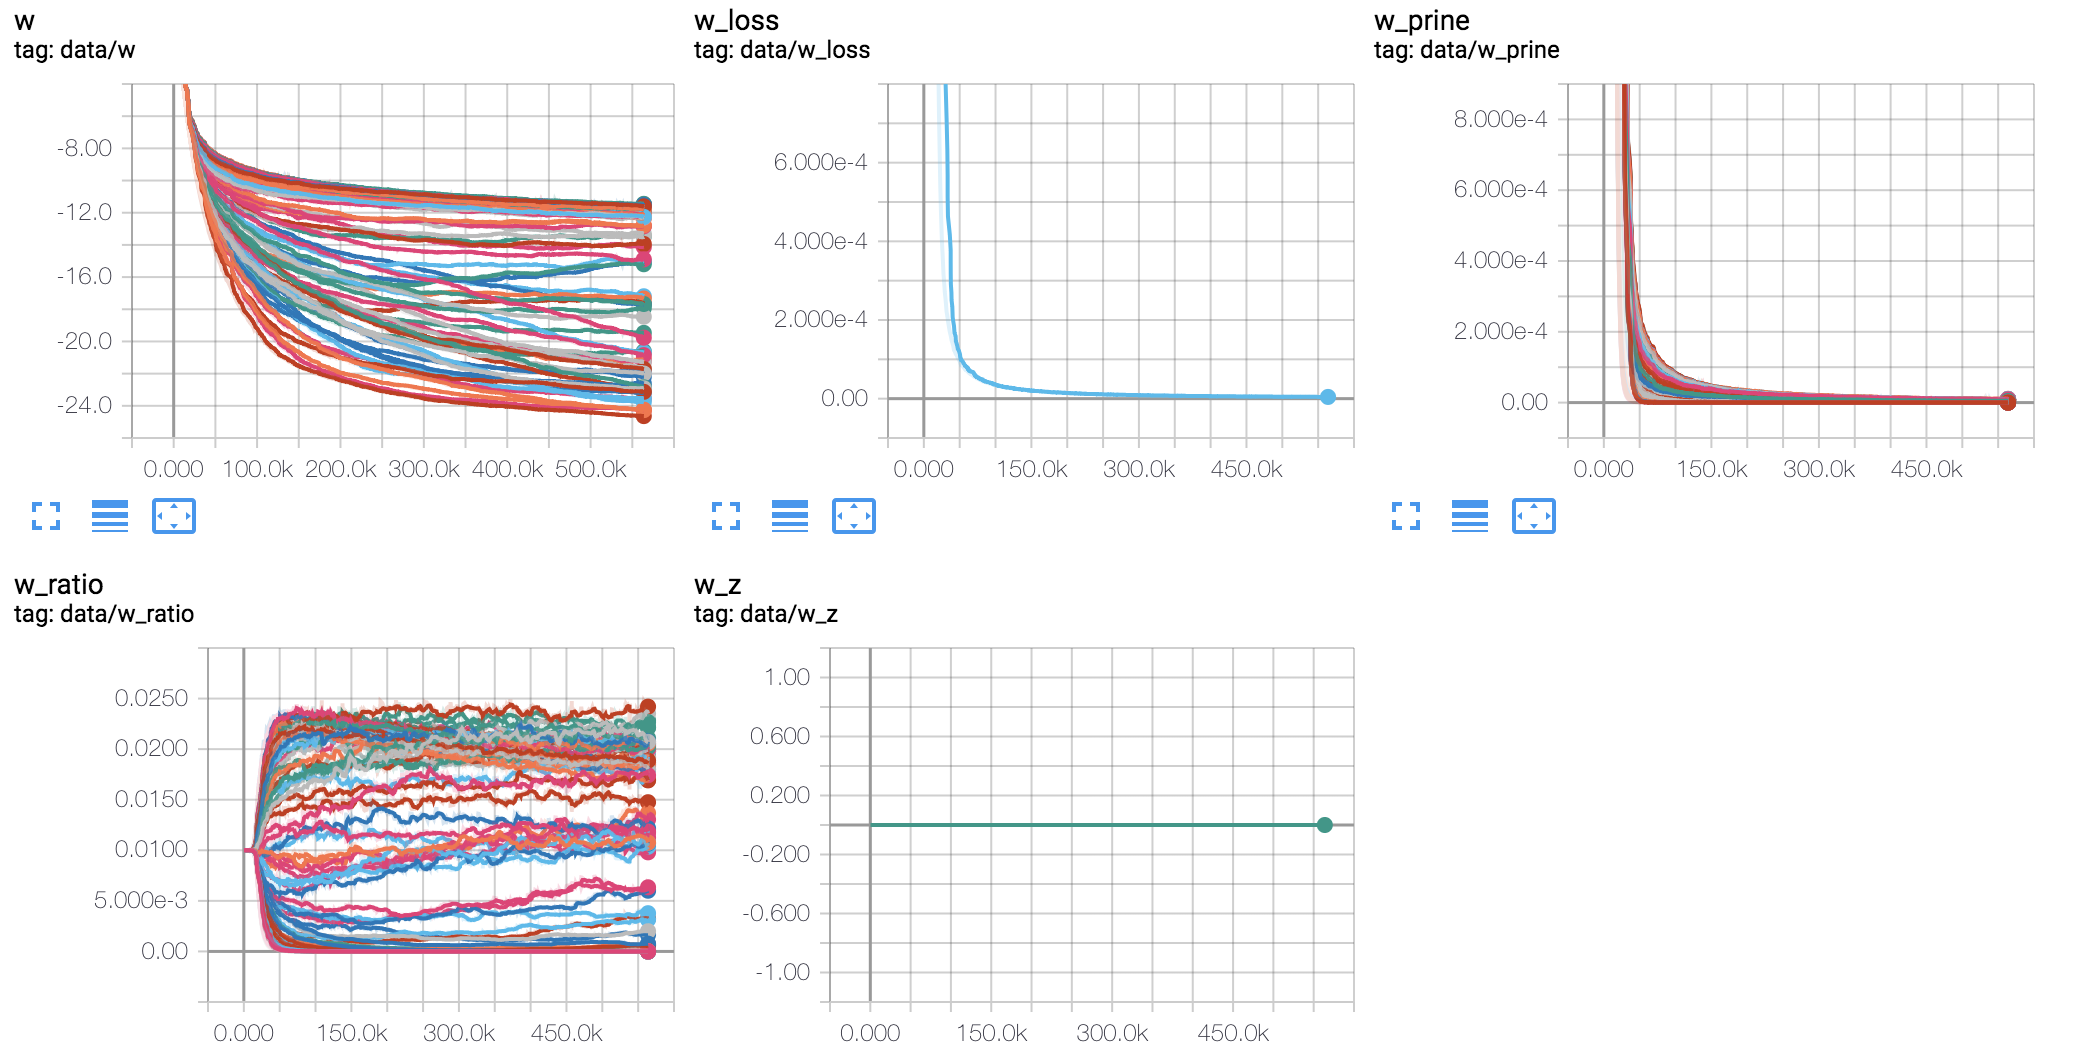 w
tag: data/w
-8.00
-12.0
-16.0
-20.0
-24.0
0.000 100.0k 200.0k 300.0k 400.0k 500.0k
w_loss
tag: data/w_loss
6.000e-4
4.000e-4
2.000e-4
0.00
0.000 150.0k 300.0k 450.0k
w_prine
tag: data/w_prine
8.000e-4
6.000e-4
4.000e-4
2.000e-4
0.00
0.000 150.0k 300.0k 450.0k
w_ratio
tag: data/w_ratio
0.0250
0.0200
0.0150
0.0100
5.000e-3
0.00
0.000 150.0k 300.0k 450.0k
w_z
tag: data/w_z
1.00
0.600
0.200
-0.200
-0.600
-1.00
0.000 150.0k 300.0k 450.0k